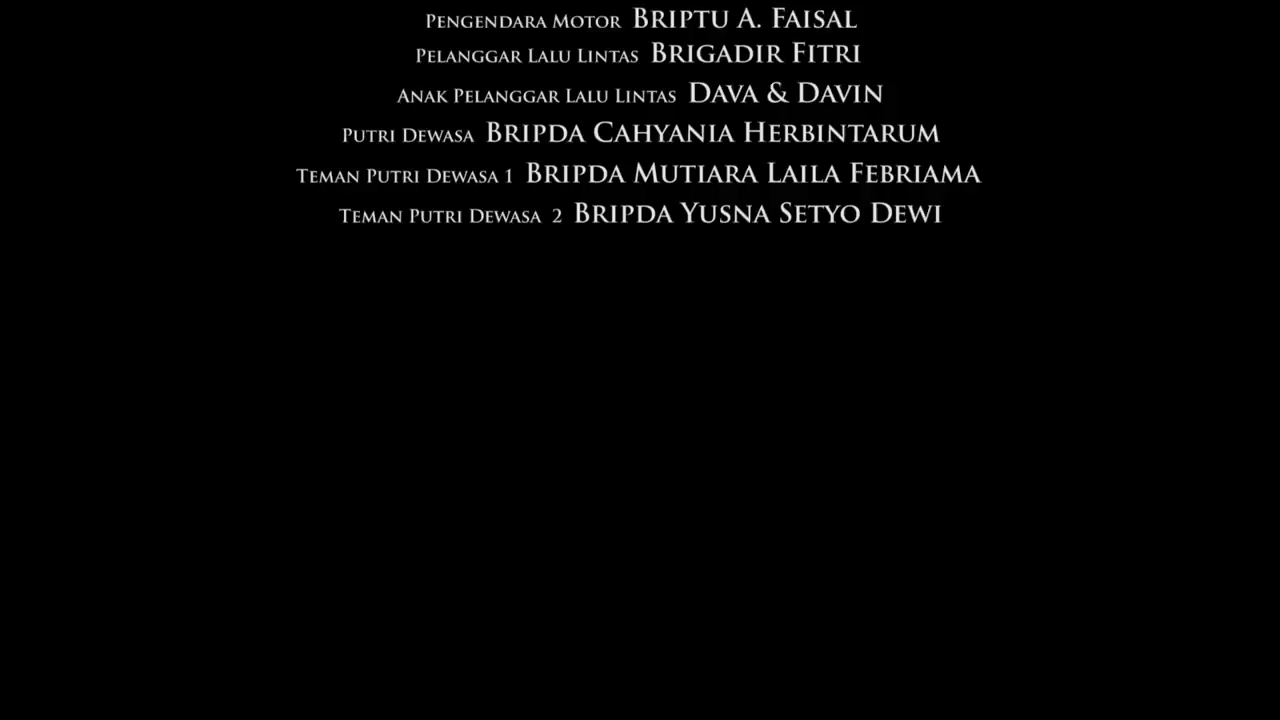 Pengendara Motor Briptu A. Faisal
Pelanggar Lalu Lintas Brigadir Fitri
Anak Pelanggar Lalu Lintas Dava & Davin
Putri Dewasa Bripda Cahyania Herbintarum
Teman Putri Dewasa 1 Bripda Mutiara Laila Febriama
Teman Putri Dewasa 2 Bripda Yusna Setyo Dewi